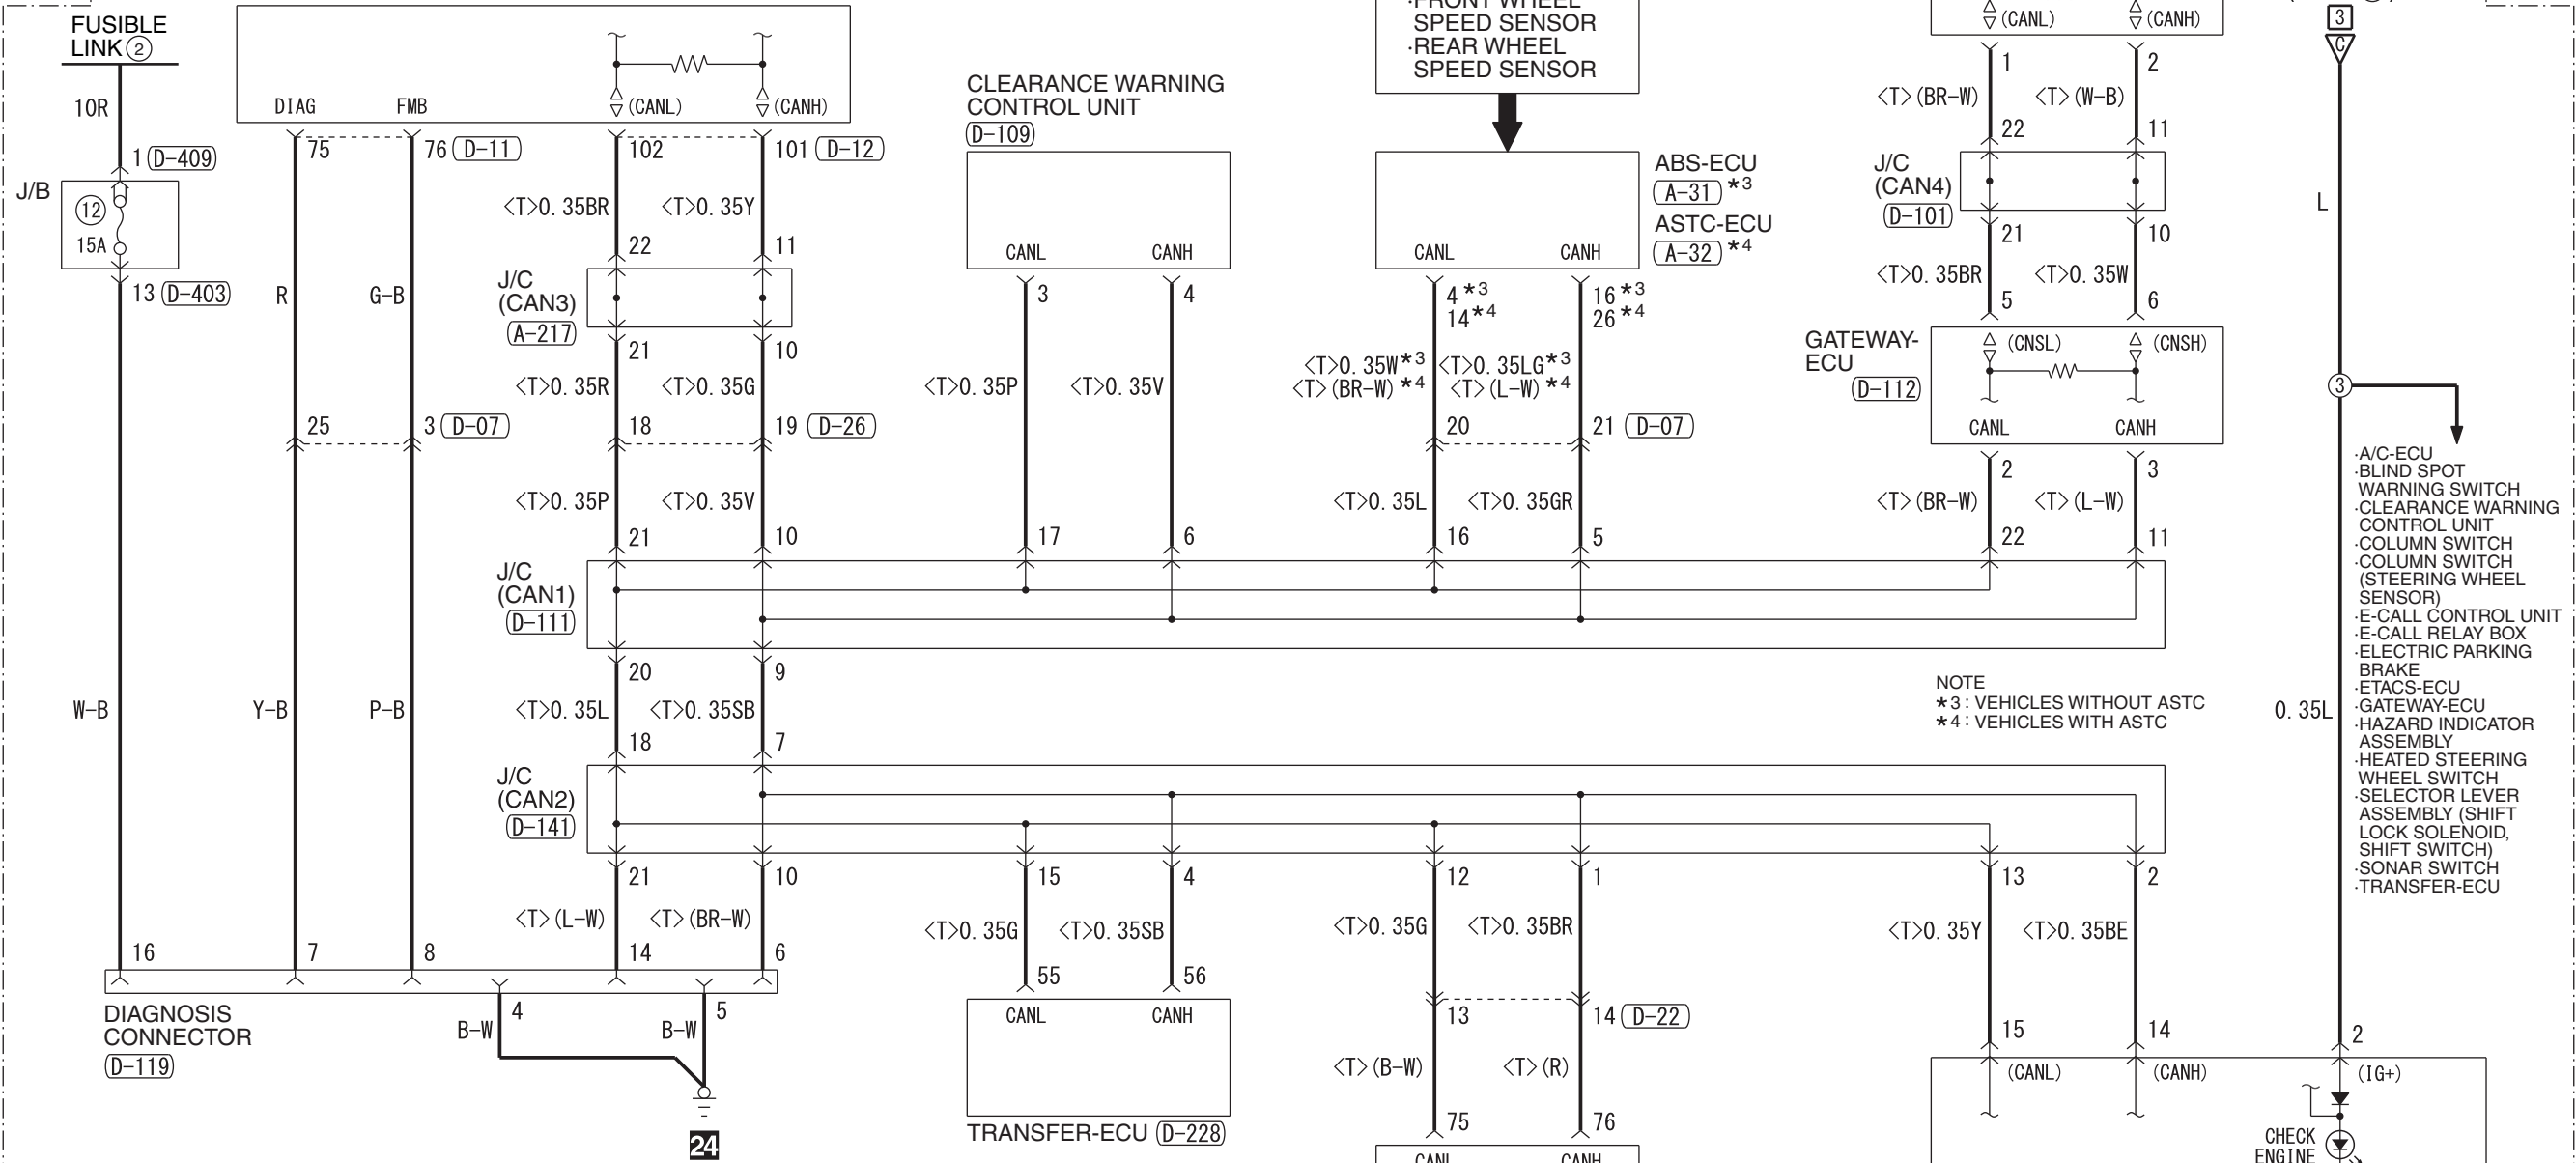 FUSIBLE
LINK 2
10R
1 D-409
J/B
12
15A
13 D-403
W-B
16
DIAG
FMB
(CANL)
(CANH)
75
76 D-11
102
101 D-12
R
G-B
<T>0.35BR
<T>0.35Y
22
11
J/C
(CAN3)
A-217
21
10
<T>0.35R
<T>0.35G
25
3 D-07
18
19 D-26
<T>0.35P
<T>0.35V
21
10
Y-B
P-B
J/C
(CAN1)
D-111
20
9
<T>0.35L
<T>0.35SB
18
7
J/C
(CAN2)
D-141
21
10
<T>(L-W)
<T>(BR-W)
7
8
14
6
DIAGNOSIS
CONNECTOR
D-119
4
5
B-W
B-W
24
CLEARANCE WARNING
CONTROL UNIT
D-109
CANL
CANH
3
4
<T>0.35P
<T>0.35V
17
6
15
4
<T>0.35G
<T>0.35SB
55
56
CANL
CANH
TRANSFER-ECU D-228
·FRONT WHEEL
SPEED SENSOR
·REAR WHEEL
SPEED SENSOR
ABS-ECU
A-31 *3
ASTC-ECU
A-32 *4
CANL
CANH
4*3
14*4
16*3
26*4
<T>0.35W*3
<T>(BR-W)*4
<T>0.35LG*3
<T>(L-W)*4
20
21 D-07
<T>0.35L
<T>0.35GR
16
5
12
1
<T>0.35G
<T>0.35BR
13
14 D-22
<T>(B-W)
<T>(R)
75
76
CANL
CANH
(CANL)
(CANH)
1
2
<T>(BR-W)
<T>(W-B)
22
11
J/C
(CAN4)
D-101
21
10
<T>0.35BR
<T>0.35W
5
6
GATEWAY-
ECU
D-112
(CNSL)
(CNSH)
CANL
CANH
2
3
<T>(BR-W)
<T>(L-W)
22
11
NOTE
*3: VEHICLES WITHOUT ASTC
*4: VEHICLES WITH ASTC
13
2
<T>0.35Y
<T>0.35BE
15
14
(CANL)
(CANH)
3
C
L
3
·A/C-ECU
·BLIND SPOT
WARNING SWITCH
·CLEARANCE WARNING
CONTROL UNIT
·COLUMN SWITCH
·COLUMN SWITCH
(STEERING WHEEL
SENSOR)
·E-CALL CONTROL UNIT
·E-CALL RELAY BOX
·ELECTRIC PARKING
BRAKE
·ETACS-ECU
·GATEWAY-ECU
·HAZARD INDICATOR
ASSEMBLY
·HEATED STEERING
WHEEL SWITCH
·SELECTOR LEVER
ASSEMBLY (SHIFT
LOCK SOLENOID,
SHIFT SWITCH)
·SONAR SWITCH
·TRANSFER-ECU
0.35L
2
(IG+)
CHECK
ENGINE